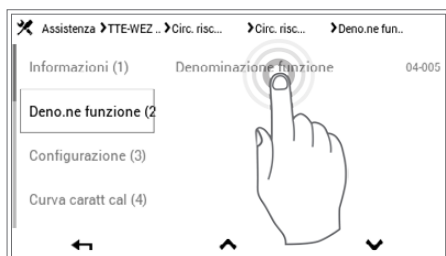 Assistenza >TTE-WEZ .. >Circ. risc... >Circ. risc... >Deno.ne fun..
Informazioni (1) Denominazione funzione 04-005
Deno.ne funzione (2
Configurazione (3)
Curva caratt cal (4)